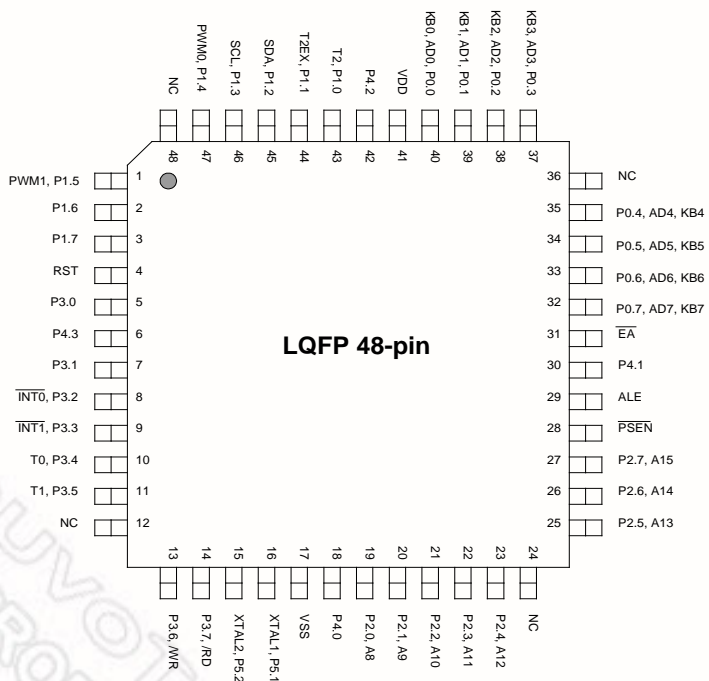 NC
PWM0, P1.4
SCL, P1.3
SDA, P1.2
T2EX, P1.1
T2, P1.0
P4.2
VDD
KB0, AD0, P0.0
KB1, AD1, P0.1
KB2, AD2, P0.2
KB3, AD3, P0.3
48
47
46
45
44
43
42
41
40
39
38
37
PWM1, P1.5
1
P1.6
2
P1.7
3
RST
4
P3.0
5
P4.3
6
P3.1
7
INT0, P3.2
8
INT1, P3.3
9
T0, P3.4
10
T1, P3.5
11
NC
12
LQFP 48-pin
36
NC
35
P0.4, AD4, KB4
34
P0.5, AD5, KB5
33
P0.6, AD6, KB6
32
P0.7, AD7, KB7
31
EA
30
P4.1
29
ALE
28
PSEN
27
P2.7, A15
26
P2.6, A14
25
P2.5, A13
13
14
15
16
17
18
19
20
21
22
23
24
P3.6, /WR
P3.7, /RD
XTAL2, P5.2
XTAL1, P5.1
VSS
P4.0
P2.0, A8
P2.1, A9
P2.2, A10
P2.3, A11
P2.4, A12
NC